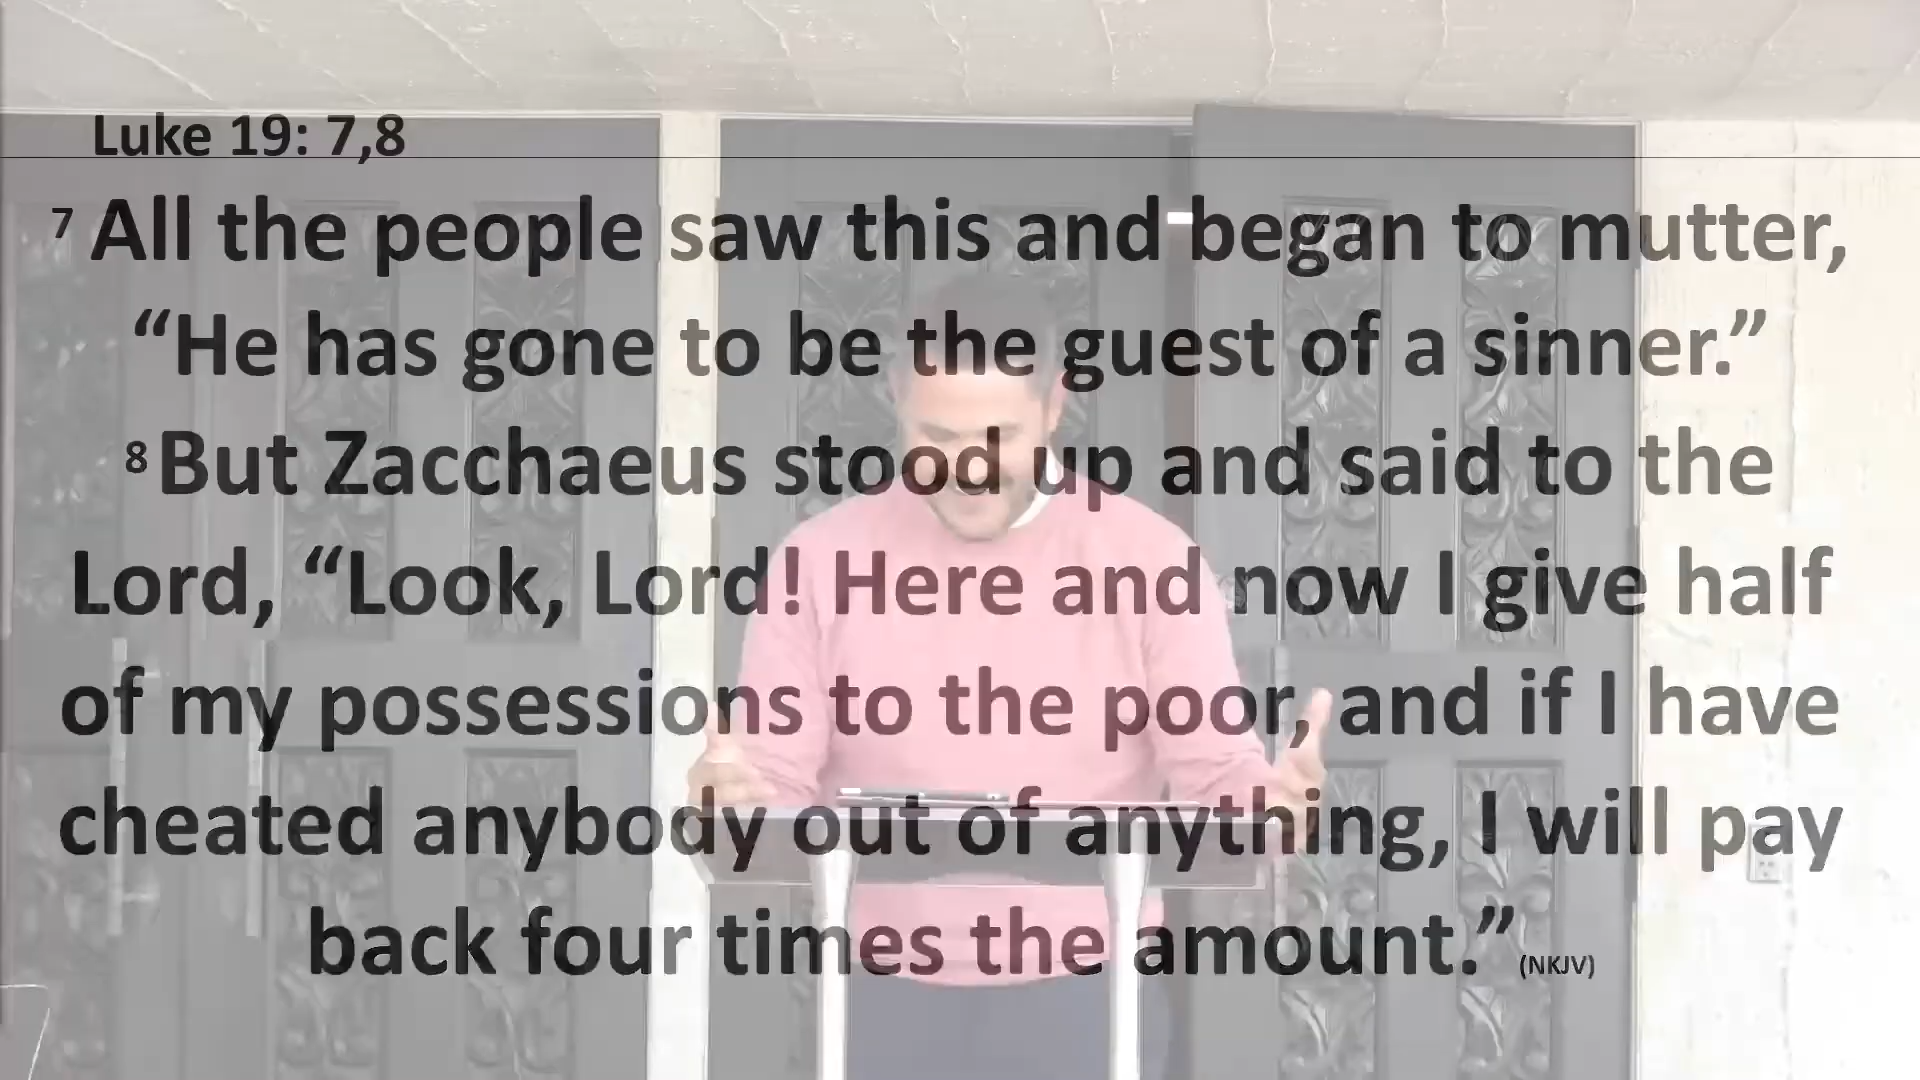 Luke 19: 7,8
7 All the people saw this and began to mutter,
“He has gone to be the guest of a sinner.”
8 But Zacchaeus stood up and said to the
Lord, “Look, Lord! Here and now I give half
of my possessions to the poor, and if I have
cheated anybody out of anything, I will pay
back four times the amount.” (NKJV)